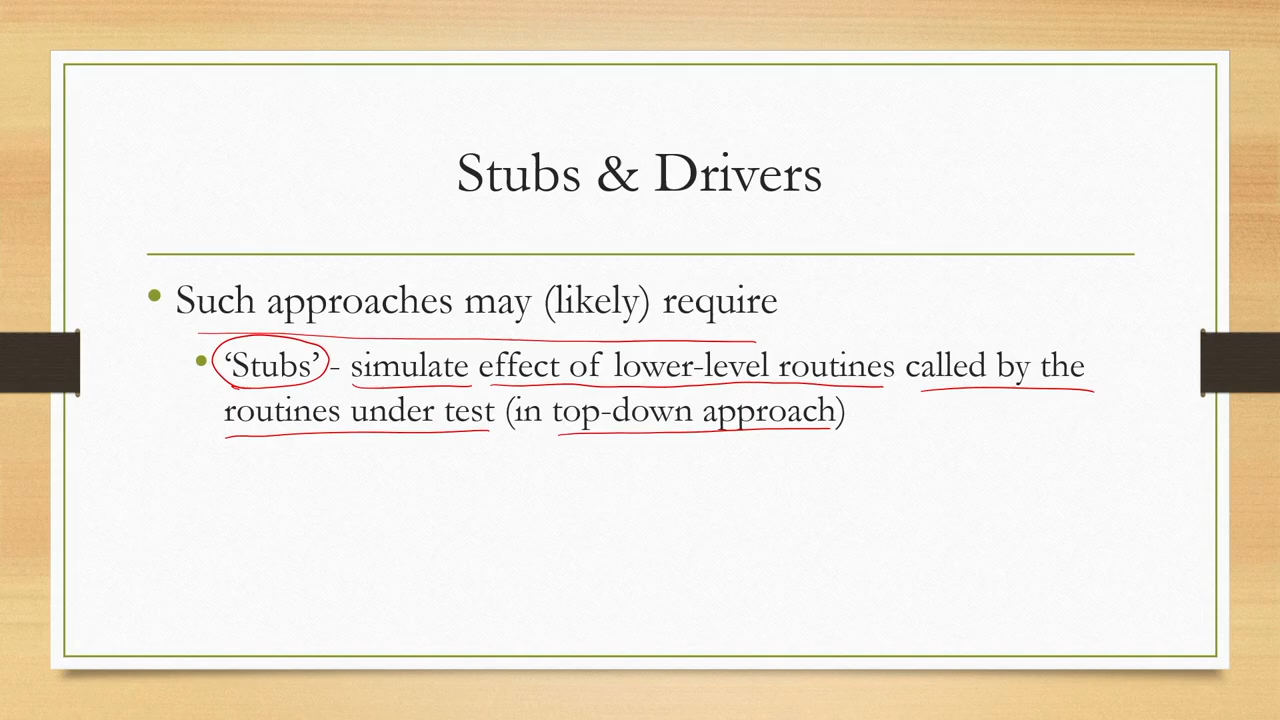 Stubs & Drivers
• Such approaches may (likely) require
• ‘Stubs’ - simulate effect of lower-level routines called by the
routines under test (in top-down approach)